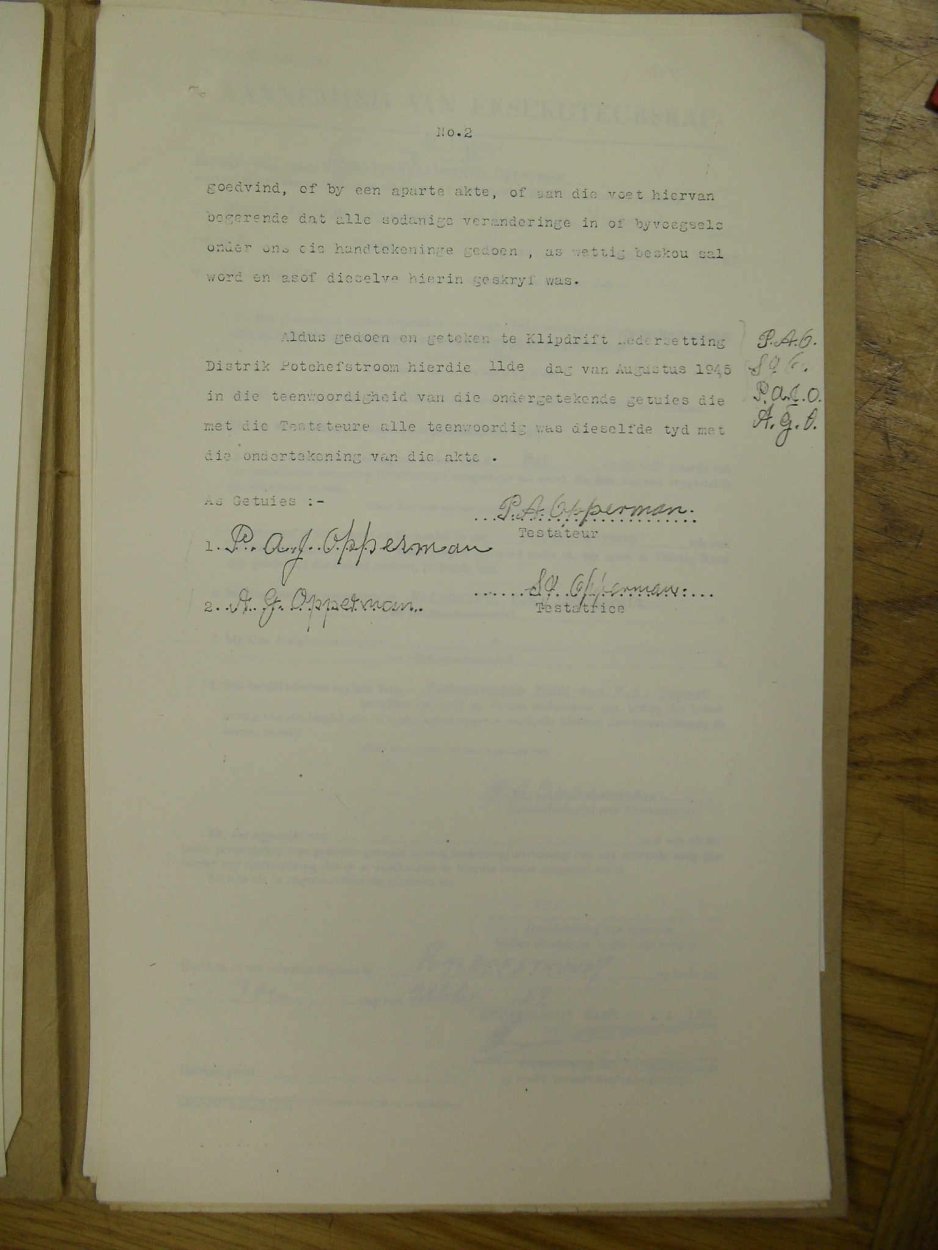 No.2
goedvind, of by een aparte akte, of aan die voet hiervan
begerende dat alle sodanige veranderinge in of byvoegsels
onder ons eie handtekeninge gedoen , as wettig beskou sal
word en asof dieselve hierin geskryf was.
Aldus gedoen en geteken te Klipdrift Nedersetting
Distrik Potchefstroom hierdie 11de dag van Augustus 1945
in die teenwoordigheid van die ondergetekende getuies die
met die Testateure alle teenwoordig was dieselfde tyd met
die ondertekening van die akte .
P.A.O.
P.a.J.O.
A.G.O.
As Getuies :-
P.A. Opperman.
Testateur
1. P. a. J. Opperman
Opperman
Testatrice
2. A. G. Opperman.